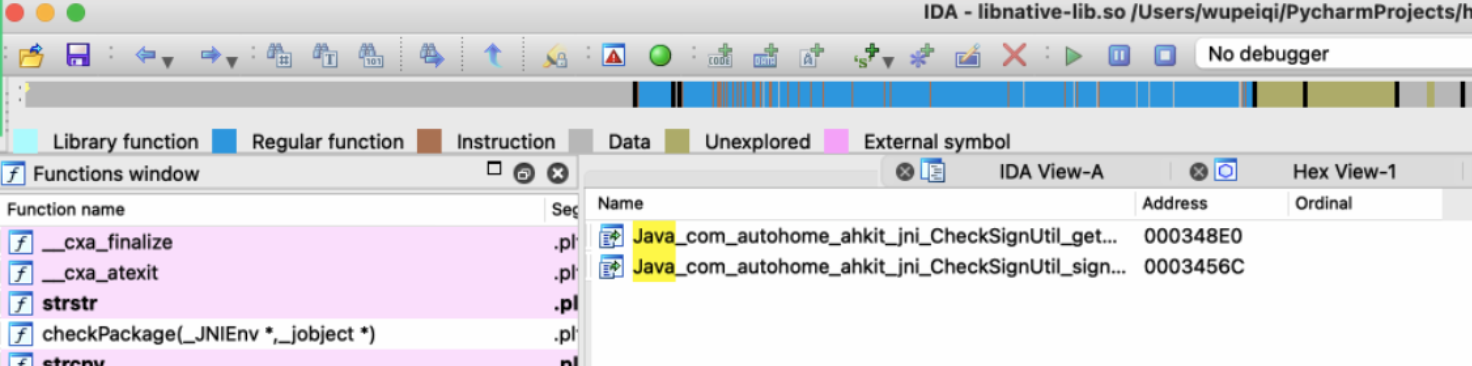 IDA - libnative-lib.so /Users/wupeiqi/PycharmProjects/h
No debugger
Library function Regular function Instruction Data Unexplored External symbol
Functions window
IDA View-A Hex View-1
Function name Seg
Name Address Ordinal
__cxa_finalize .pl
Java_com_autohome_ahkit_jni_CheckSignUtil_get... 000348E0
__cxa_atexit .pl
Java_com_autohome_ahkit_jni_CheckSignUtil_sign... 0003456C
strstr .pl
checkPackage(_JNIEnv *,_jobject *) .pl
strcpy .pl